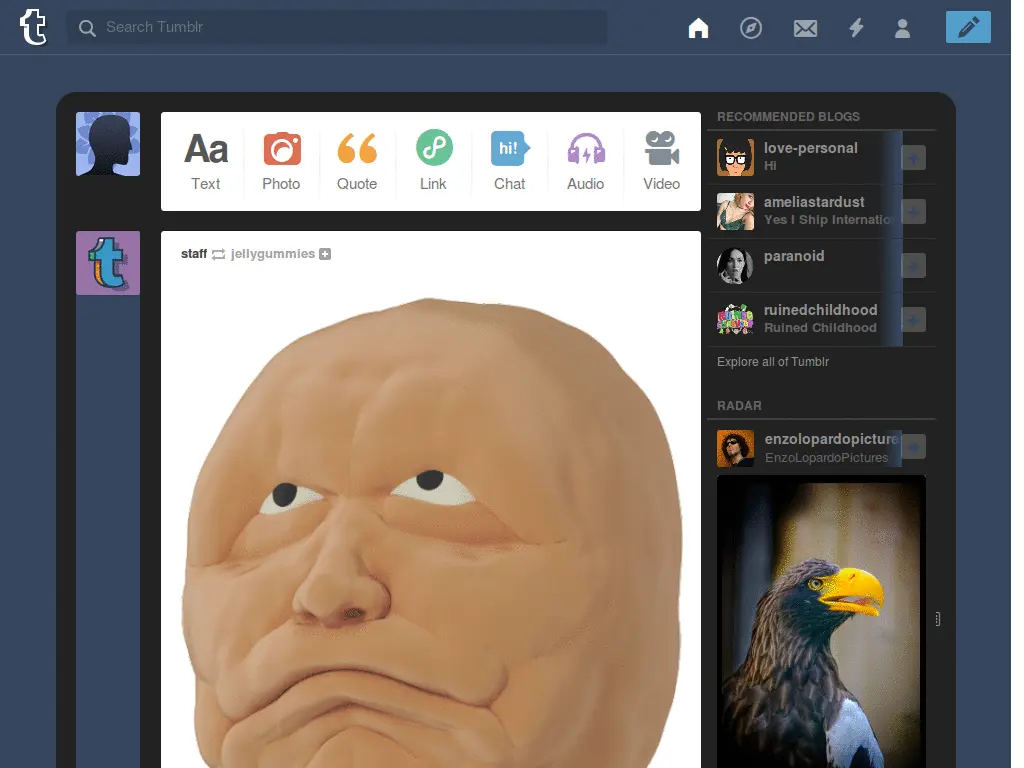 Search Tumblr
Aa
Text
Photo
Quote
Link
hi!
Chat
Audio
Video
staff jellygummies
RECOMMENDED BLOGS
love-personal
Hi
ameliastardust
Yes I Ship Internatio
paranoid
ruinedchildhood
Ruined Childhood
Explore all of Tumblr
RADAR
enzolopardopicture
EnzoLopardoPictures